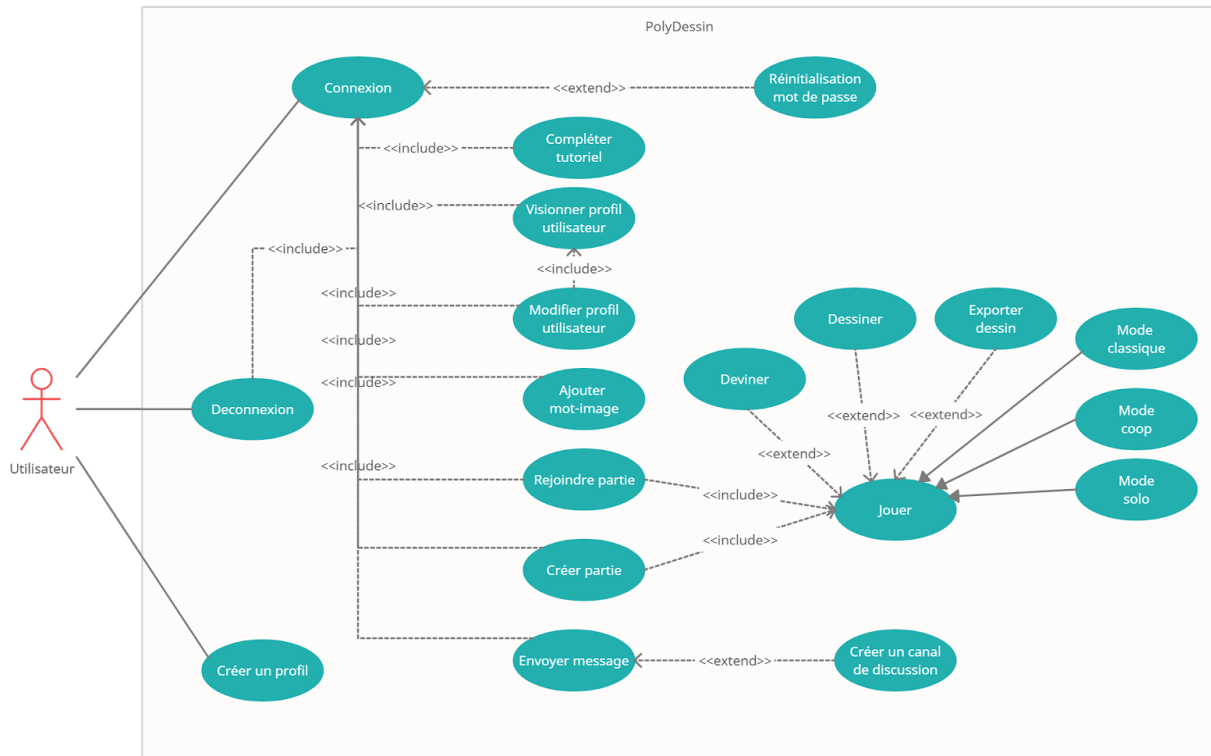 PolyDessin
Connexion
<<extend>>
Réinitialisation
mot de passe
<<include>>
Compléter
tutoriel
<<include>>
Visionner profil
utilisateur
<<include>>
<<include>>
<<include>>
Modifier profil
utilisateur
<<include>>
<<include>>
Ajouter
mot-image
Deconnexion
Utilisateur
<<include>>
Rejoindre partie
<<include>>
Créer partie
<<include>>
Deviner
<<extend>>
Dessiner
<<extend>>
Exporter
dessin
<<extend>>
Mode
classique
Mode
coop
Mode
solo
Jouer
Créer un profil
Envoyer message
<<extend>>
Créer un canal
de discussion